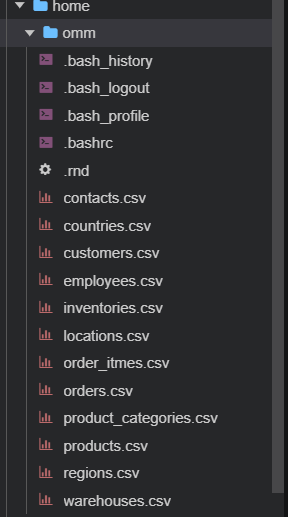 home
omm
.bash_history
.bash_logout
.bash_profile
.bashrc
.rnd
contacts.csv
countries.csv
customers.csv
employees.csv
inventories.csv
locations.csv
order_itmes.csv
orders.csv
product_categories.csv
products.csv
regions.csv
warehouses.csv